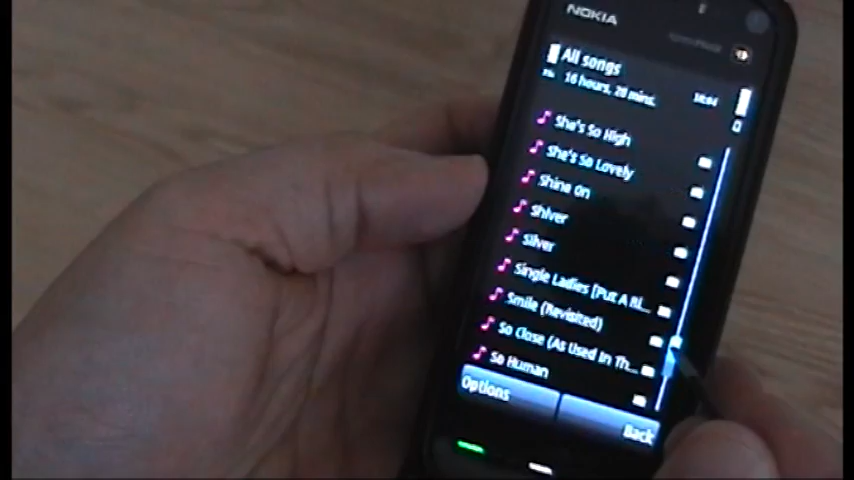 NOKIA
All songs
16 hours, 28 mins.
She's So High
She's So Lovely
Shine On
Shiver
Silver
Single Ladies [Put A Ri...
Smile (Revisited)
So Close (As Used In Th...
So Human
Options
Back